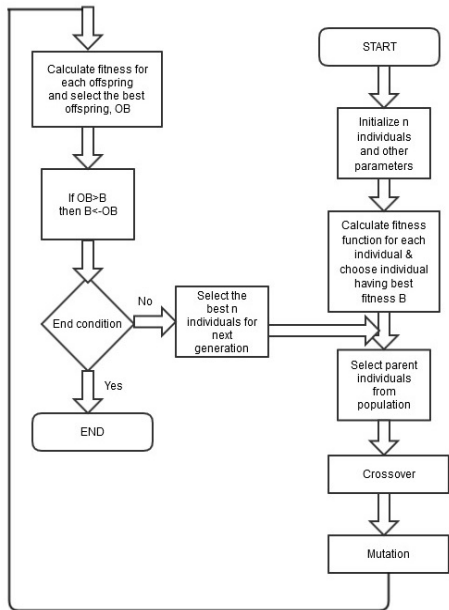 START
Initialize n
individuals
and other
parameters
Calculate fitness
function for each
individual &
choose individual
having best
fitness B
Select parent
individuals
from
population
Crossover
Mutation
Calculate fitness for
each offspring
and select the best
offspring, OB
If OB>B
then B<-OB
End condition
No
Select the
best n
individuals for
next
generation
Yes
END